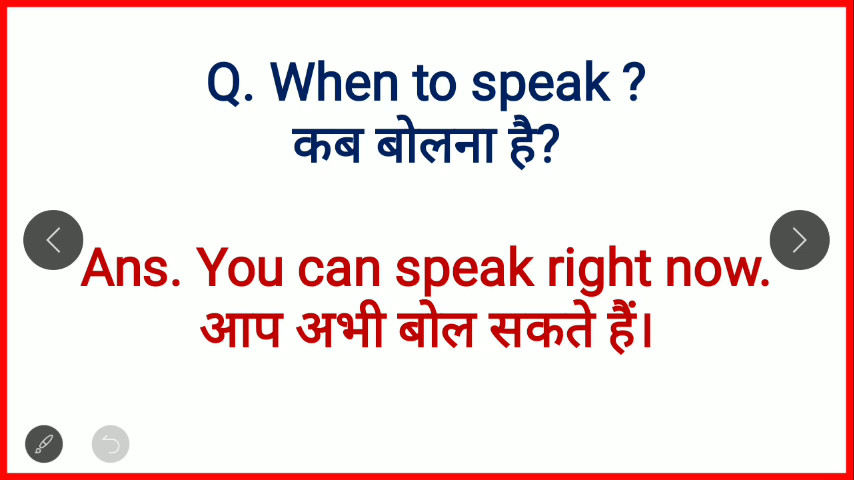 Q. When to speak ?
कब बोलना है?
Ans. You can speak right now.
आप अभी बोल सकते हैं।